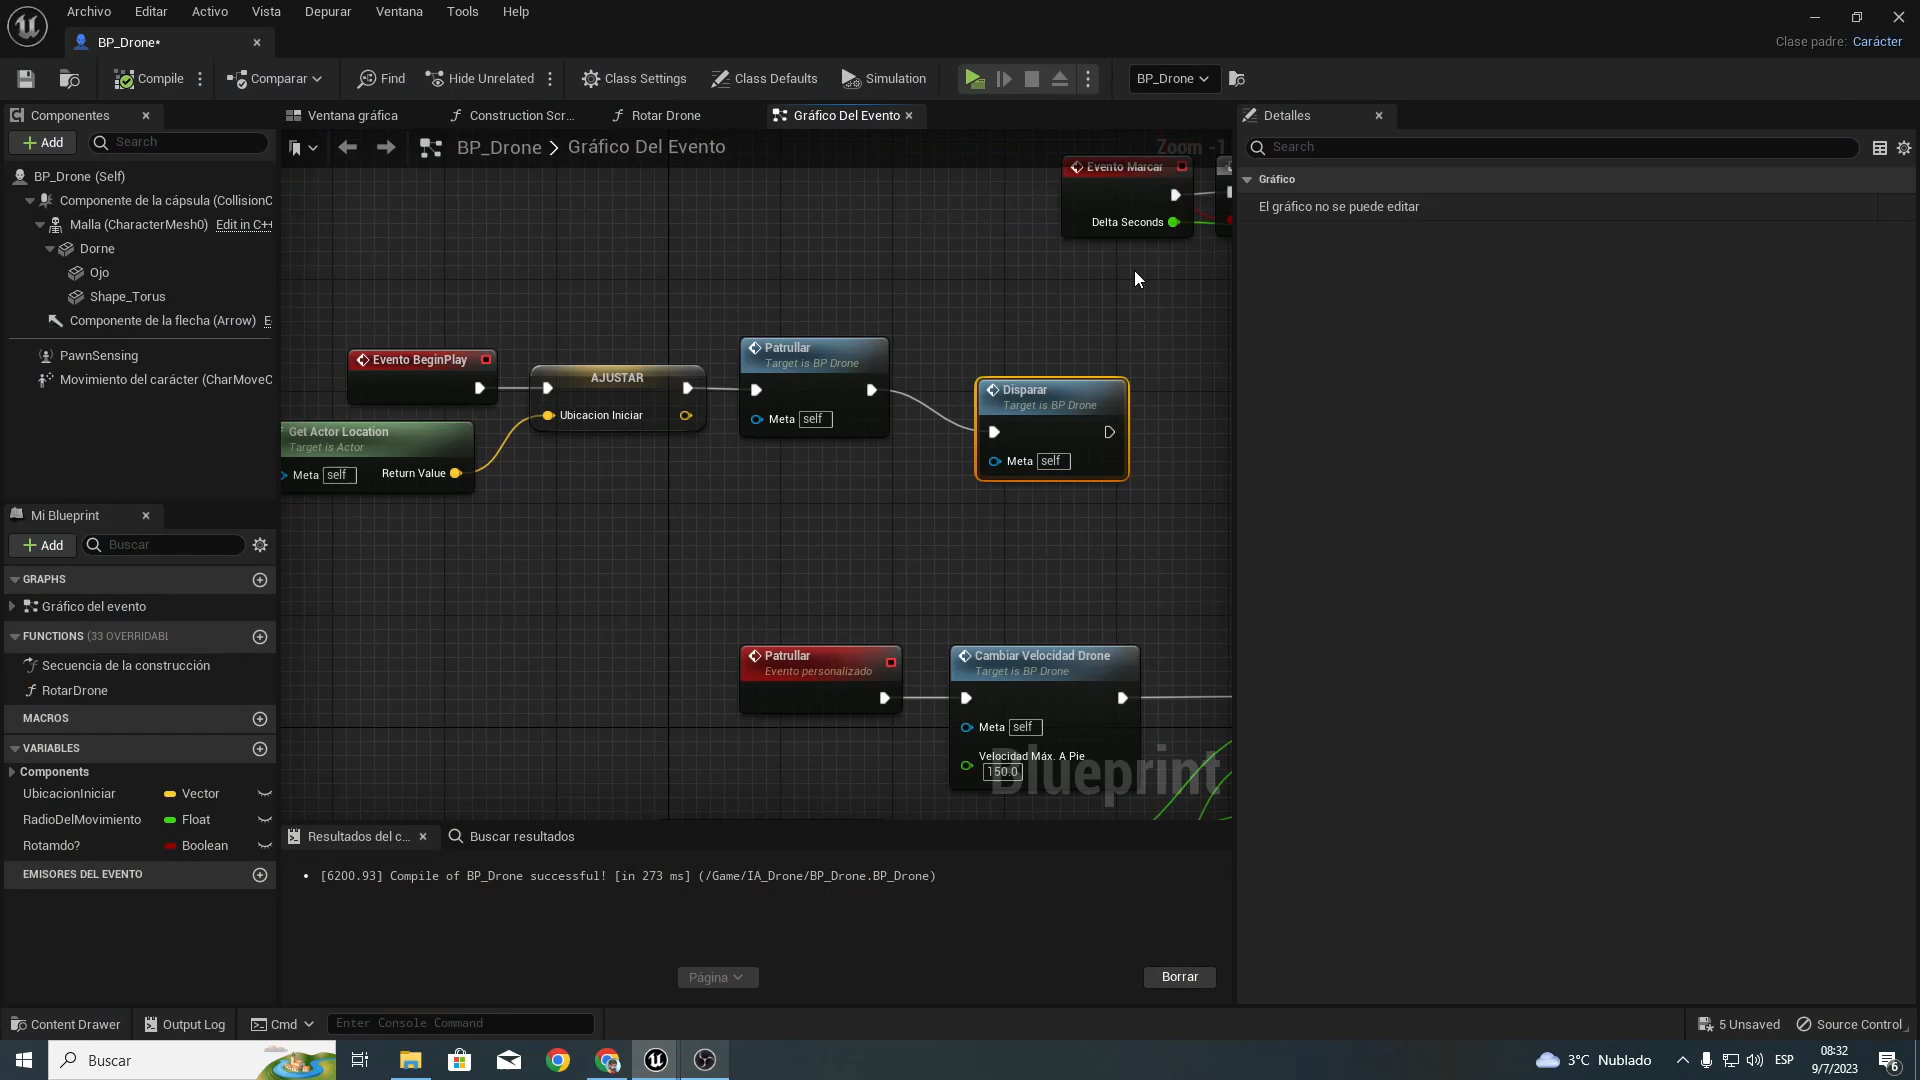 Archivo Editar Activo Vista Depurar Ventana Tools Help
BP_Drone*
Clase padre: Carácter
Compile Comparar Find Hide Unrelated Class Settings Class Defaults Simulation BP_Drone
Componentes
Add Search
BP_Drone (Self)
Componente de la cápsula (CollisionC
Malla (CharacterMesh0) Edit in C++
Dorne
Ojo
Shape_Torus
Componente de la flecha (Arrow) E
PawnSensing
Movimiento del carácter (CharMoveC
Mi Blueprint
Add Buscar
GRAPHS
Gráfico del evento
FUNCTIONS (33 OVERRIDABL
Secuencia de la construcción
RotarDrone
MACROS
VARIABLES
Components
UbicacionIniciar Vector
RadioDelMovimiento Float
Rotamdo? Boolean
EMISORES DEL EVENTO
Ventana gráfica Construction Scr... Rotar Drone Gráfico Del Evento
BP_Drone > Gráfico Del Evento
Zoom -1
Evento Marcar
Delta Seconds
Evento BeginPlay
AJUSTAR
Ubicacion Iniciar
Get Actor Location
Target is Actor
Meta self Return Value
Patrullar
Target is BP Drone
Meta self
Disparar
Target is BP Drone
Meta self
Patrullar
Evento personalizado
Cambiar Velocidad Drone
Target is BP Drone
Meta self
Velocidad Máx. A Pie
150.0
Blueprint
Resultados del c... Buscar resultados
[6200.93] Compile of BP_Drone successful! [in 273 ms] (/Game/IA_Drone/BP_Drone.BP_Drone)
Página Borrar
Detalles
Search
Gráfico
El gráfico no se puede editar
Content Drawer Output Log Cmd Enter Console Command 5 Unsaved Source Control
Buscar
3°C Nublado ESP
08:32
9/7/2023
6